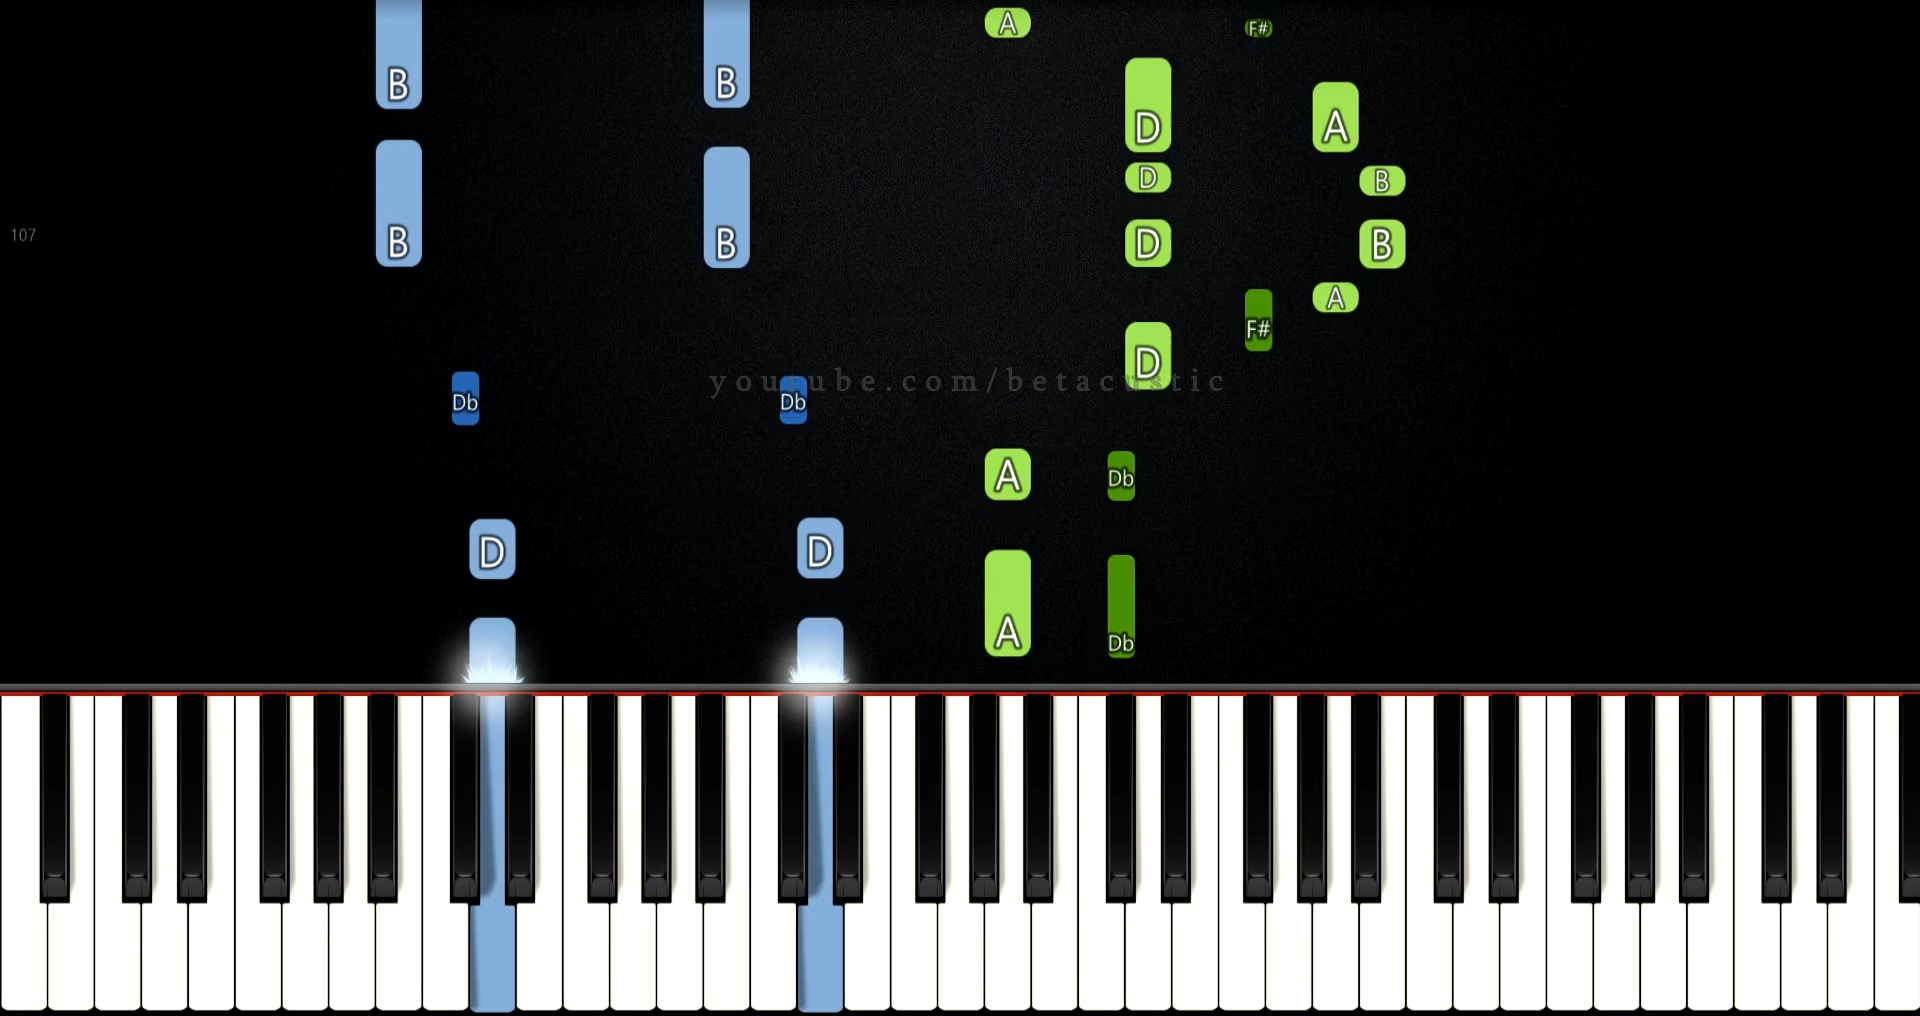 A F#
B B
D A
D B
107 B B D B
A
F#
D
youtube.com/betacustic
Db Db
A Db
D D
A Db